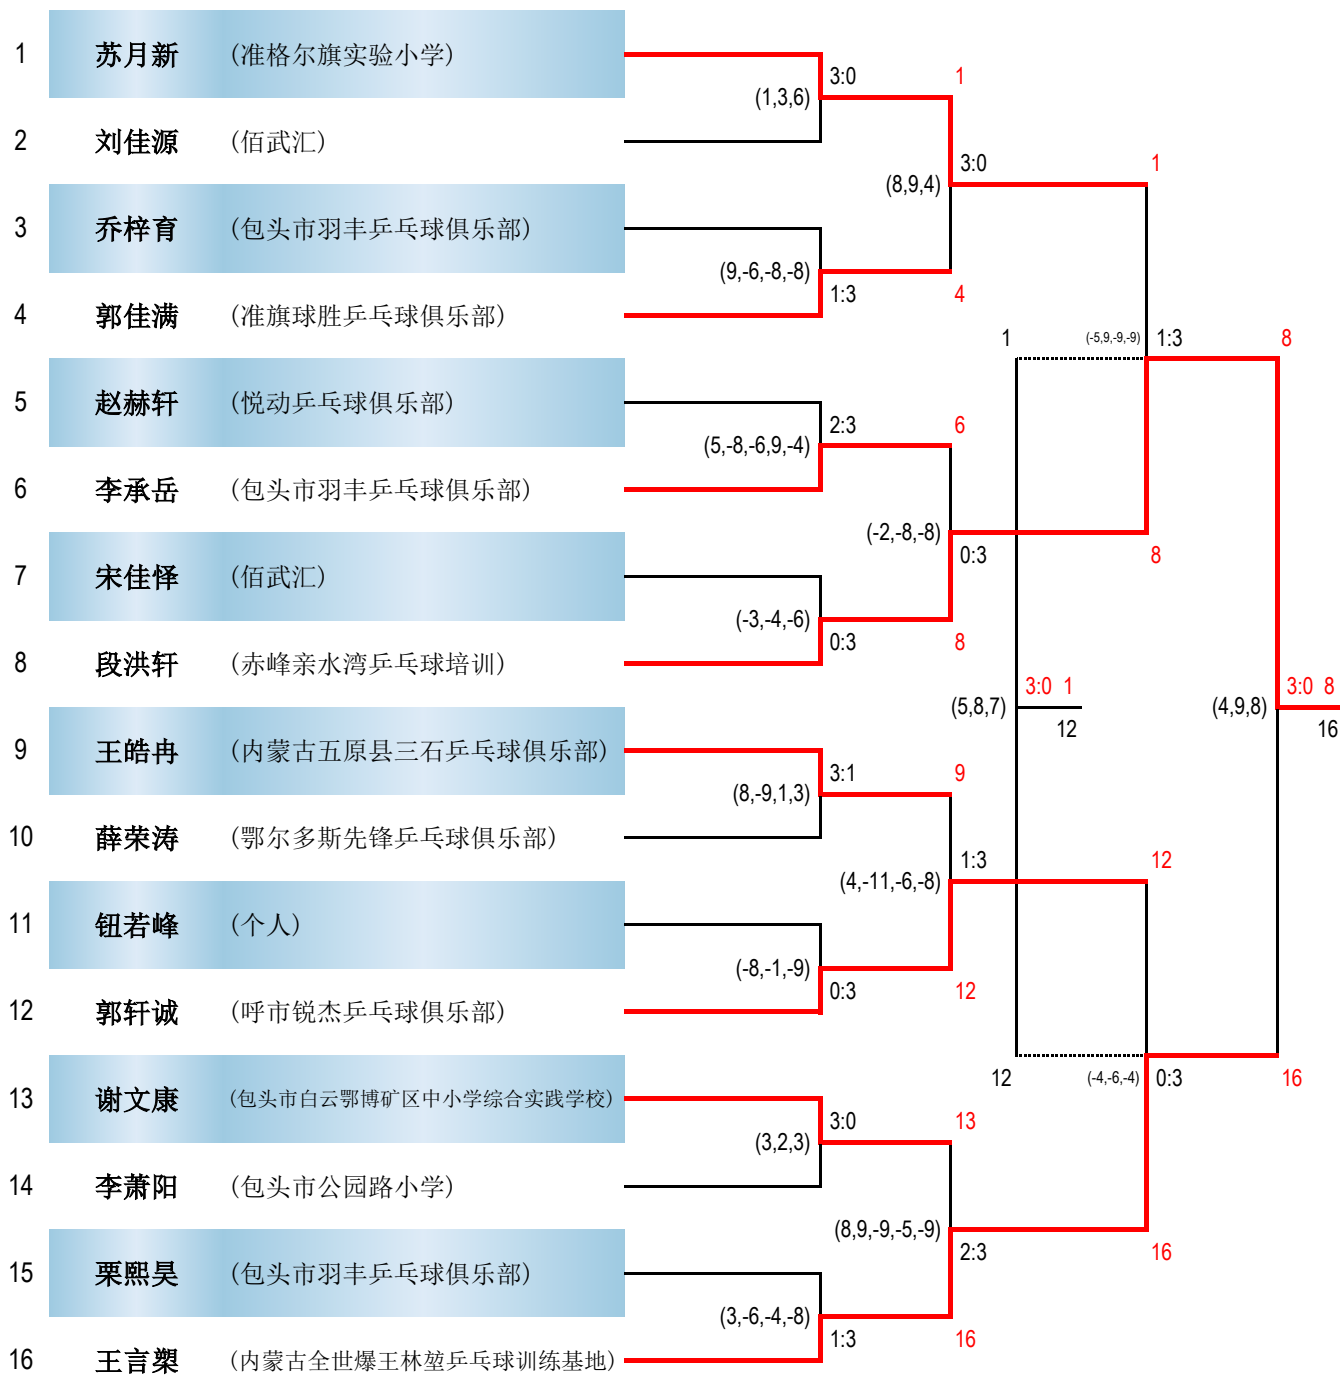 1 苏月新 (准格尔旗实验小学)
3:0 1
(1,3,6)
2 刘佳源 (佰武汇)
3:0 1
(8,9,4)
3 乔梓育 (包头市羽丰乒乓球俱乐部)
(9,-6,-8,-8)
1:3 4
4 郭佳满 (准旗球胜乒乓球俱乐部)
1 (-5,9,-9,-9) 1:3 8
5 赵赫轩 (悦动乒乓球俱乐部)
2:3 6
(5,-8,-6,9,-4)
6 李承岳 (包头市羽丰乒乓球俱乐部)
(-2,-8,-8)
0:3 8
7 宋佳怿 (佰武汇)
(-3,-4,-6)
0:3 8
8 段洪轩 (赤峰亲水湾乒乓球培训)
3:0 1 3:0 8
(5,8,7) (4,9,8)
12 16
9 王皓冉 (内蒙古五原县三石乒乓球俱乐部)
3:1 9
(8,-9,1,3)
10 薛荣涛 (鄂尔多斯先锋乒乓球俱乐部)
1:3 12
(4,-11,-6,-8)
11 钮若峰 (个人)
(-8,-1,-9)
0:3 12
12 郭轩诚 (呼市锐杰乒乓球俱乐部)
12 (-4,-6,-4) 0:3 16
13 谢文康 (包头市白云鄂博矿区中小学综合实践学校)
3:0 13
(3,2,3)
14 李萧阳 (包头市公园路小学)
(8,9,-9,-5,-9)
2:3 16
15 栗熙昊 (包头市羽丰乒乓球俱乐部)
(3,-6,-4,-8)
1:3 16
16 王言槊 (内蒙古全世爆王林堃乒乓球训练基地)